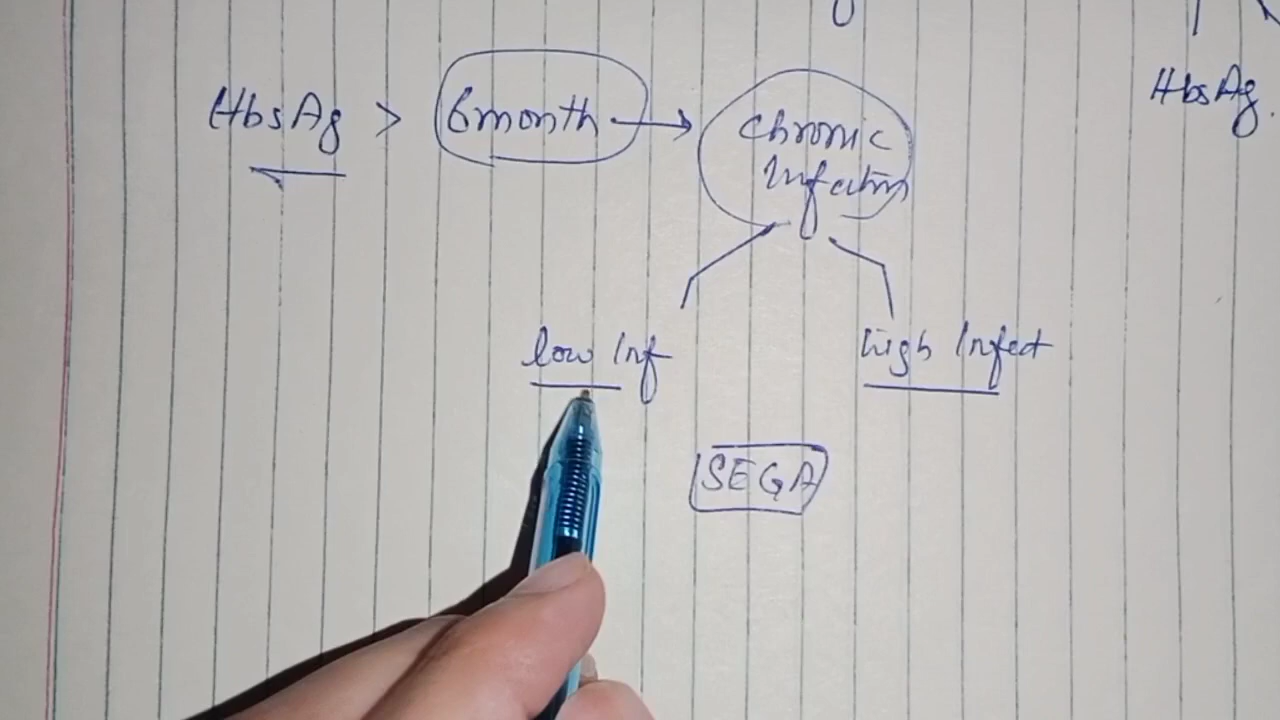 HbsAg
HbsAg > 6month → chronic
Infection
low Inf
high Infect
SEGA